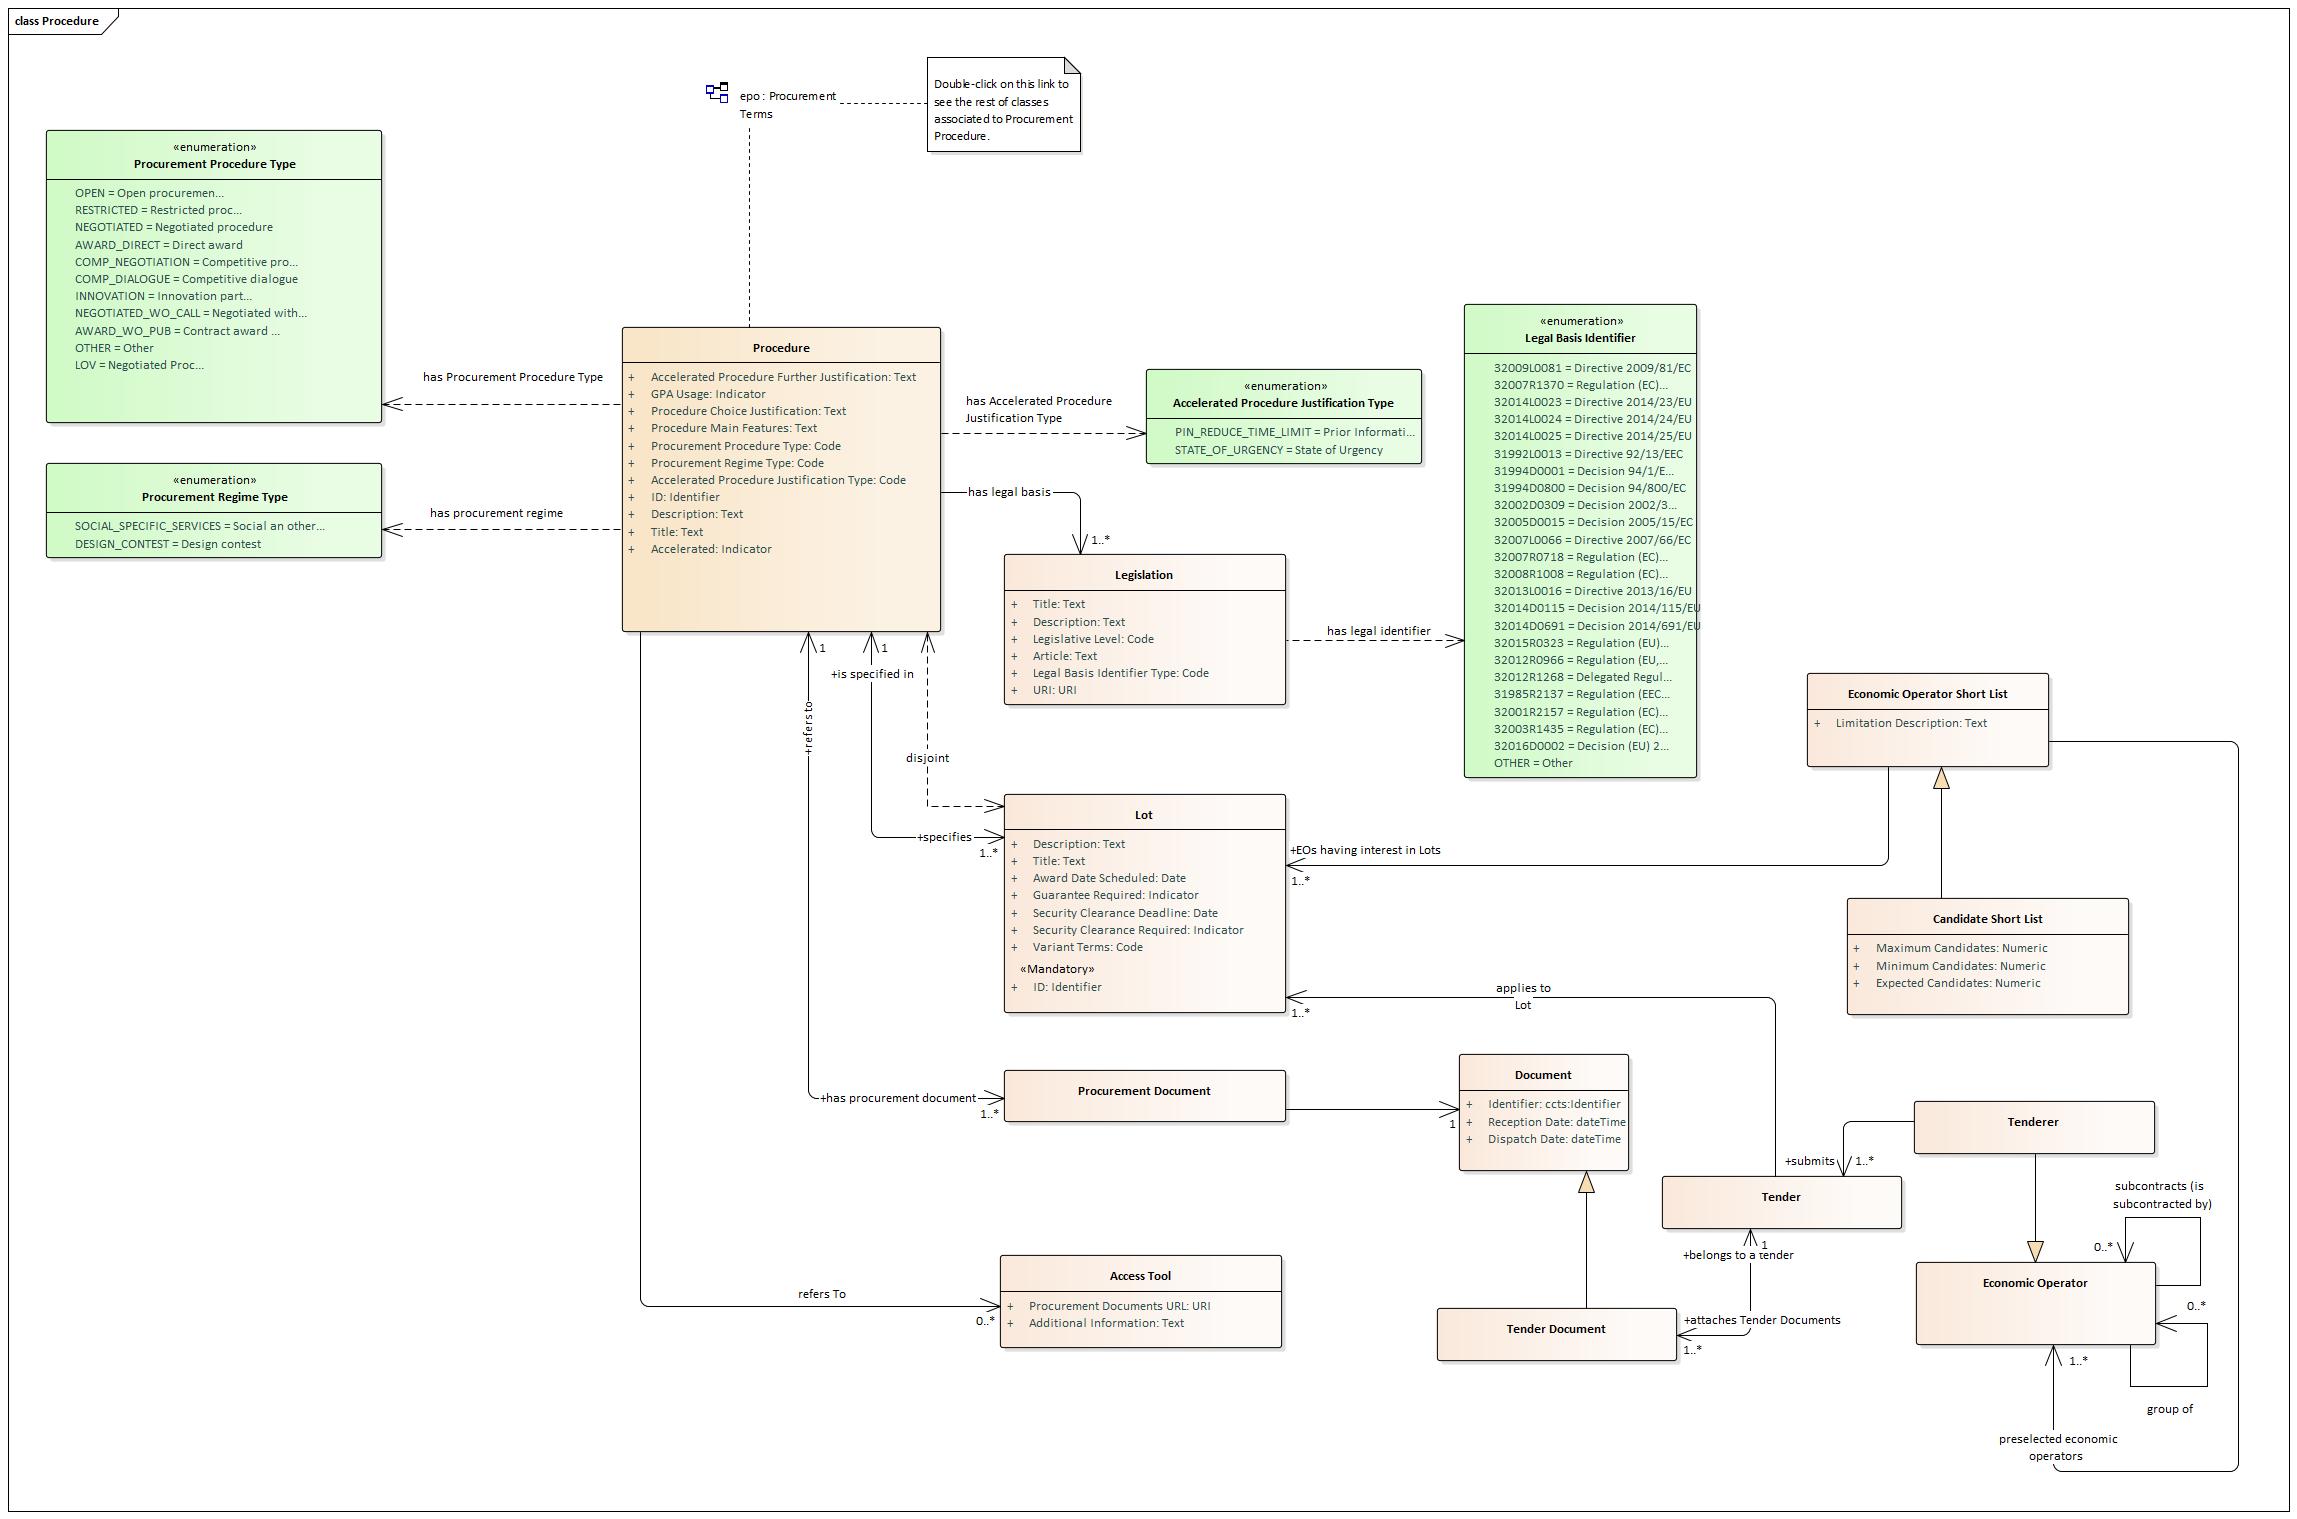 class Procedure
epo : Procurement
Terms
Double-click on this link to
see the rest of classes
associated to Procurement
Procedure.
«enumeration»
Procurement Procedure Type
OPEN = Open procuremen...
RESTRICTED = Restricted proc...
NEGOTIATED = Negotiated procedure
AWARD_DIRECT = Direct award
COMP_NEGOTIATION = Competitive pro...
COMP_DIALOGUE = Competitive dialogue
INNOVATION = Innovation part...
NEGOTIATED_WO_CALL = Negotiated with...
AWARD_WO_PUB = Contract award ...
OTHER = Other
LOV = Negotiated Proc...
has Procurement Procedure Type
«enumeration»
Procurement Regime Type
SOCIAL_SPECIFIC_SERVICES = Social an other...
DESIGN_CONTEST = Design contest
has procurement regime
Procedure
+ Accelerated Procedure Further Justification: Text
+ GPA Usage: Indicator
+ Procedure Choice Justification: Text
+ Procedure Main Features: Text
+ Procurement Procedure Type: Code
+ Procurement Regime Type: Code
+ Accelerated Procedure Justification Type: Code
+ ID: Identifier
+ Description: Text
+ Title: Text
+ Accelerated: Indicator
has Accelerated Procedure
Justification Type
«enumeration»
Accelerated Procedure Justification Type
PIN_REDUCE_TIME_LIMIT = Prior Informati...
STATE_OF_URGENCY = State of Urgency
has legal basis
1..*
Legislation
+ Title: Text
+ Description: Text
+ Legislative Level: Code
+ Article: Text
+ Legal Basis Identifier Type: Code
+ URI: URI
has legal identifier
«enumeration»
Legal Basis Identifier
32009L0081 = Directive 2009/81/EC
32007R1370 = Regulation (EC)...
32014L0023 = Directive 2014/23/EU
32014L0024 = Directive 2014/24/EU
32014L0025 = Directive 2014/25/EU
31992L0013 = Directive 92/13/EEC
31994D0001 = Decision 94/1/E...
31994D0800 = Decision 94/800/EC
32002D0309 = Decision 2002/3...
32005D0015 = Decision 2005/15/EC
32007L0066 = Directive 2007/66/EC
32007R0718 = Regulation (EC)...
32008R1008 = Regulation (EC)...
32013L0016 = Directive 2013/16/EU
32014D0115 = Decision 2014/115/EU
32014D0691 = Decision 2014/691/EU
32015R0323 = Regulation (EU)...
32012R0966 = Regulation (EU,...
32012R1268 = Delegated Regul...
31985R2137 = Regulation (EEC...
32001R2157 = Regulation (EC)...
32003R1435 = Regulation (EC)...
32016D0002 = Decision (EU) 2...
OTHER = Other
1
1
+is specified in
+refers to
disjoint
+specifies
1..*
Lot
+ Description: Text
+ Title: Text
+ Award Date Scheduled: Date
+ Guarantee Required: Indicator
+ Security Clearance Deadline: Date
+ Security Clearance Required: Indicator
+ Variant Terms: Code
«Mandatory»
+ ID: Identifier
+EOs having interest in Lots
1..*
Economic Operator Short List
+ Limitation Description: Text
Candidate Short List
+ Maximum Candidates: Numeric
+ Minimum Candidates: Numeric
+ Expected Candidates: Numeric
applies to
Lot
1..*
+has procurement document
1..*
Procurement Document
1
Document
+ Identifier: ccts:Identifier
+ Reception Date: dateTime
+ Dispatch Date: dateTime
Tenderer
+submits
1..*
Tender
1
+belongs to a tender
+attaches Tender Documents
1..*
Tender Document
refers To
0..*
Access Tool
+ Procurement Documents URL: URI
+ Additional Information: Text
subcontracts (is
subcontracted by)
0..*
Economic Operator
0..*
1..*
group of
preselected economic
operators